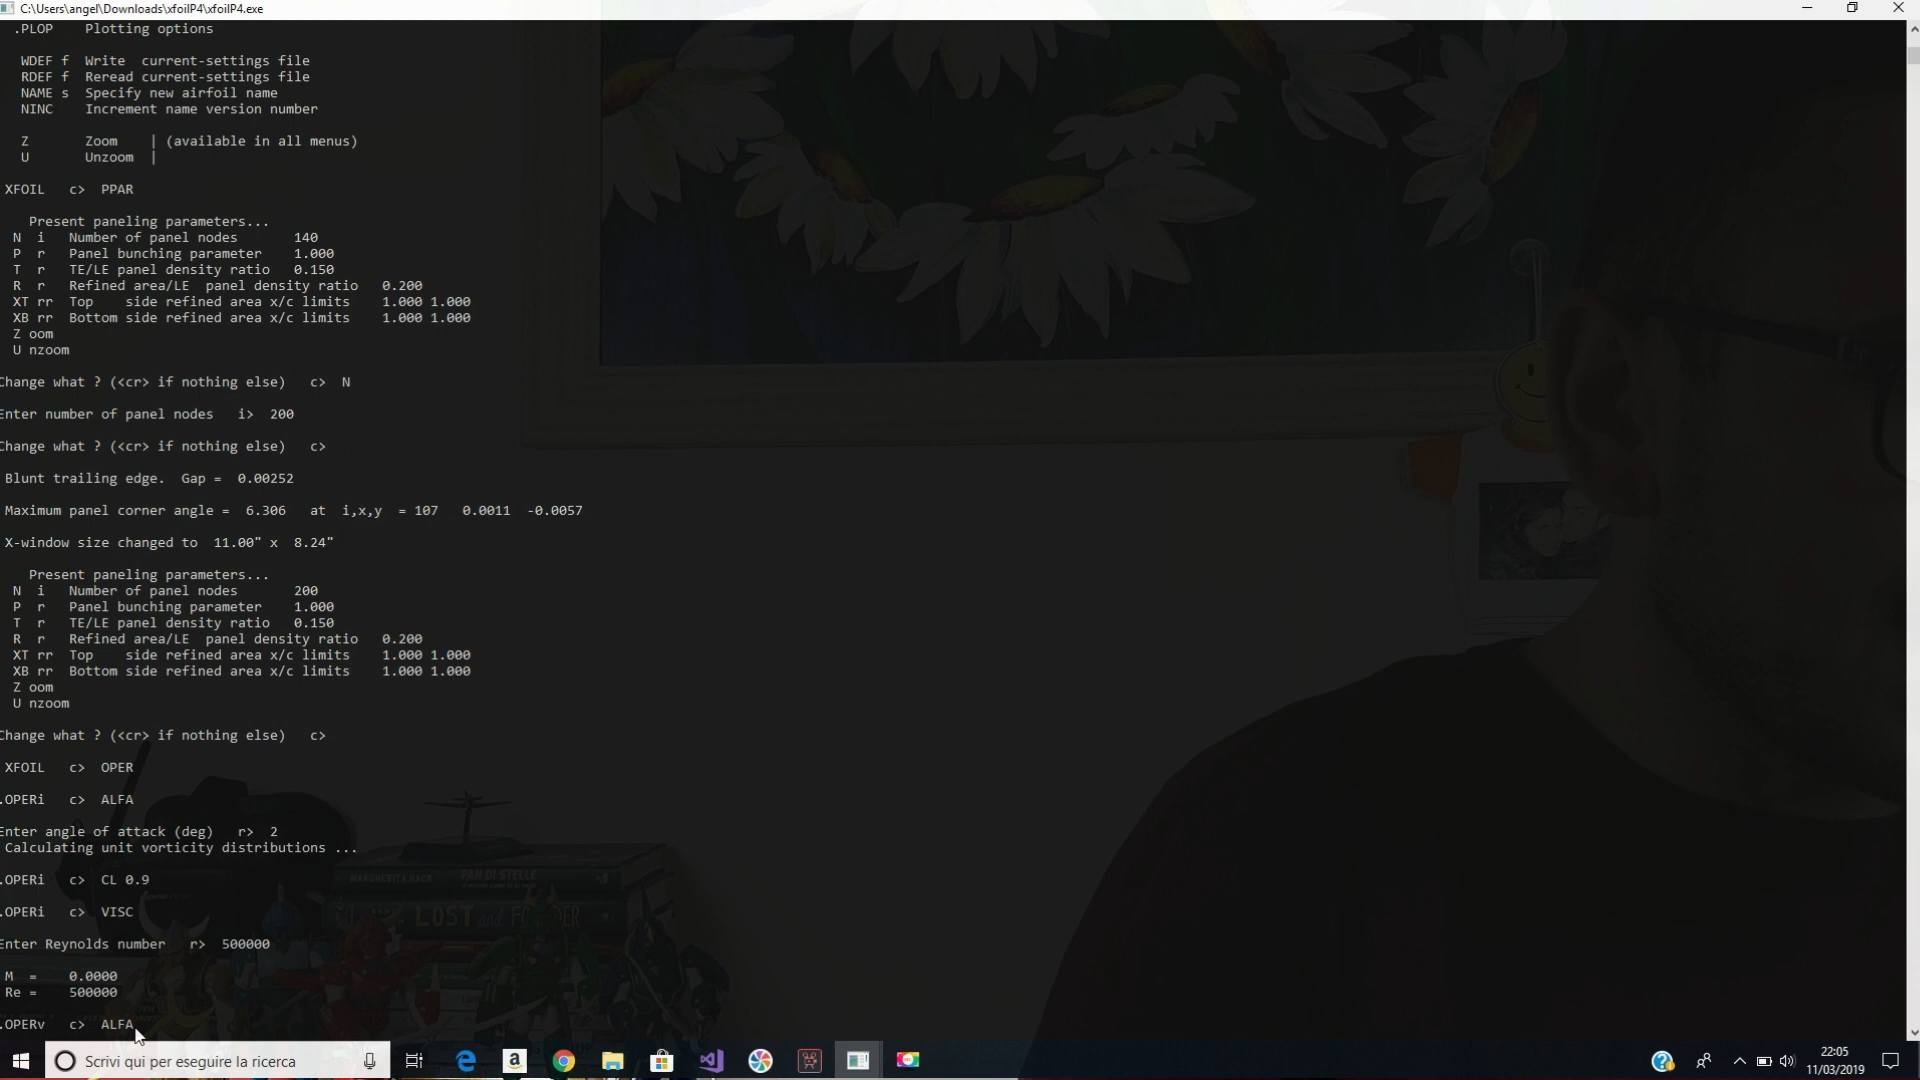 C:\Users\angel\Downloads\xfoilP4\xfoilP4.exe
.PLOP    Plotting options
WDEF f  Write  current-settings file
RDEF f  Reread current-settings file
NAME s  Specify new airfoil name
NINC    Increment name version number
Z       Zoom    | (available in all menus)
U       Unzoom  |
XFOIL   c>  PPAR
Present paneling parameters...
N  i   Number of panel nodes       140
P  r   Panel bunching parameter    1.000
T  r   TE/LE panel density ratio   0.150
R  r   Refined area/LE  panel density ratio   0.200
XT rr  Top    side refined area x/c limits    1.000 1.000
XB rr  Bottom side refined area x/c limits    1.000 1.000
Z oom
U nzoom
Change what ? (<cr> if nothing else)   c>  N
Enter number of panel nodes   i>  200
Change what ? (<cr> if nothing else)   c>
Blunt trailing edge.  Gap =  0.00252
Maximum panel corner angle =  6.306   at  i,x,y  = 107   0.0011  -0.0057
X-window size changed to  11.00" x  8.24"
Present paneling parameters...
N  i   Number of panel nodes       200
P  r   Panel bunching parameter    1.000
T  r   TE/LE panel density ratio   0.150
R  r   Refined area/LE  panel density ratio   0.200
XT rr  Top    side refined area x/c limits    1.000 1.000
XB rr  Bottom side refined area x/c limits    1.000 1.000
Z oom
U nzoom
Change what ? (<cr> if nothing else)   c>
XFOIL   c>  OPER
.OPERi   c>  ALFA
Enter angle of attack (deg)   r>  2
Calculating unit vorticity distributions ...
.OPERi   c>  CL 0.9
.OPERi   c>  VISC
Enter Reynolds number   r>  500000
M  =    0.0000
Re =    500000
.OPERv   c>  ALFA
MARGHERITA HACK
PAN DI STELLE
LOST and
Scrivi qui per eseguire la ricerca
22:05
11/03/2019